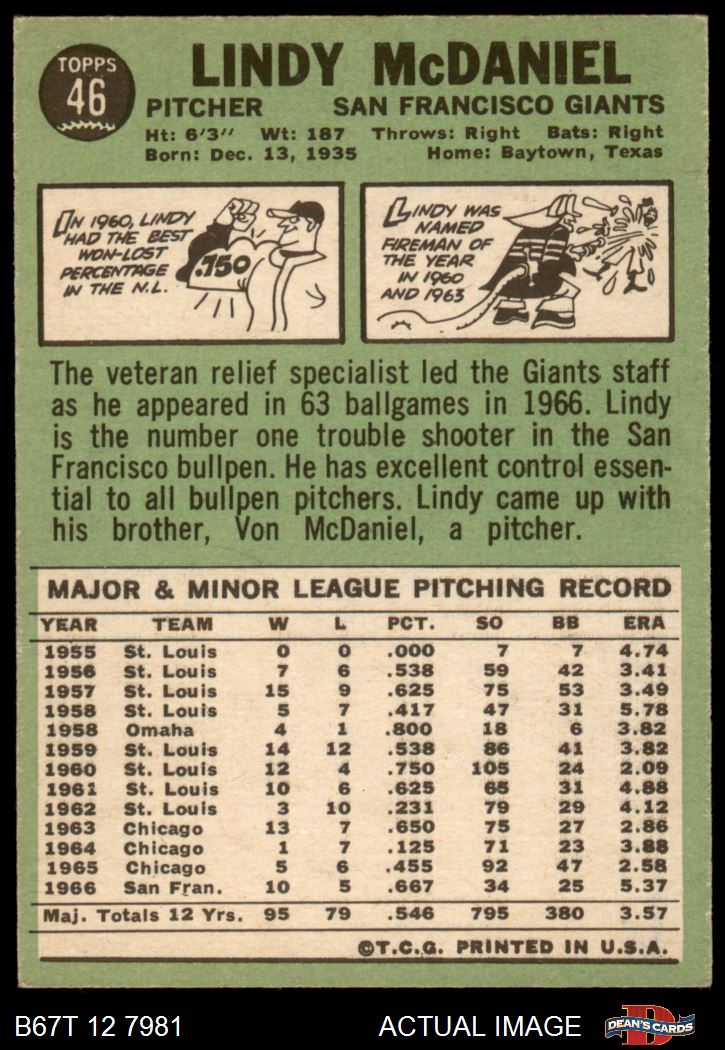 TOPPS
46
LINDY McDANIEL
PITCHER SAN FRANCISCO GIANTS
Ht: 6'3" Wt: 187 Throws: Right Bats: Right
Born: Dec. 13, 1935 Home: Baytown, Texas
IN 1960, LINDY
HAD THE BEST
WON-LOST
PERCENTAGE
IN THE N.L.
.750
LINDY WAS
NAMED
FIREMAN OF
THE YEAR
IN 1960
AND 1963
The veteran relief specialist led the Giants staff
as he appeared in 63 ballgames in 1966. Lindy
is the number one trouble shooter in the San
Francisco bullpen. He has excellent control essen-
tial to all bullpen pitchers. Lindy came up with
his brother, Von McDaniel, a pitcher.
MAJOR & MINOR LEAGUE PITCHING RECORD
YEAR TEAM W L PCT. SO BB ERA
1955 St. Louis 0 0 .000 7 7 4.74
1956 St. Louis 7 6 .538 59 42 3.41
1957 St. Louis 15 9 .625 75 53 3.49
1958 St. Louis 5 7 .417 47 31 5.78
1958 Omaha 4 1 .800 18 6 3.82
1959 St. Louis 14 12 .538 86 41 3.82
1960 St. Louis 12 4 .750 105 24 2.09
1961 St. Louis 10 6 .625 65 31 4.88
1962 St. Louis 3 10 .231 79 29 4.12
1963 Chicago 13 7 .650 75 27 2.86
1964 Chicago 1 7 .125 71 23 3.88
1965 Chicago 5 6 .455 92 47 2.58
1966 San Fran. 10 5 .667 34 25 5.37
Maj. Totals 12 Yrs. 95 79 .546 795 380 3.57
©T.C.G. PRINTED IN U.S.A.
B67T 12 7981 ACTUAL IMAGE
D
DEAN'S CARDS